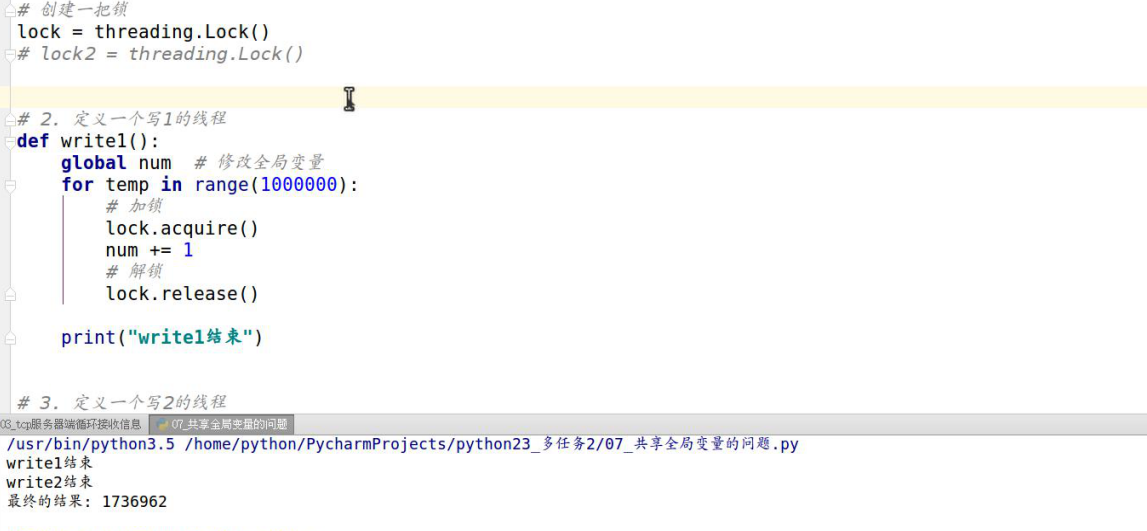 # 创建一把锁
lock = threading.Lock()
# lock2 = threading.Lock()
# 2. 定义一个写1的线程
def write1():
global num # 修改全局变量
for temp in range(1000000):
# 加锁
lock.acquire()
num += 1
# 解锁
lock.release()
print("write1结束")
# 3. 定义一个写2的线程
03_tcp服务器端循环接收信息 07_共享全局变量的问题
/usr/bin/python3.5 /home/python/PycharmProjects/python23_多任务2/07_共享全局变量的问题.py
write1结束
write2结束
最终的结果: 1736962